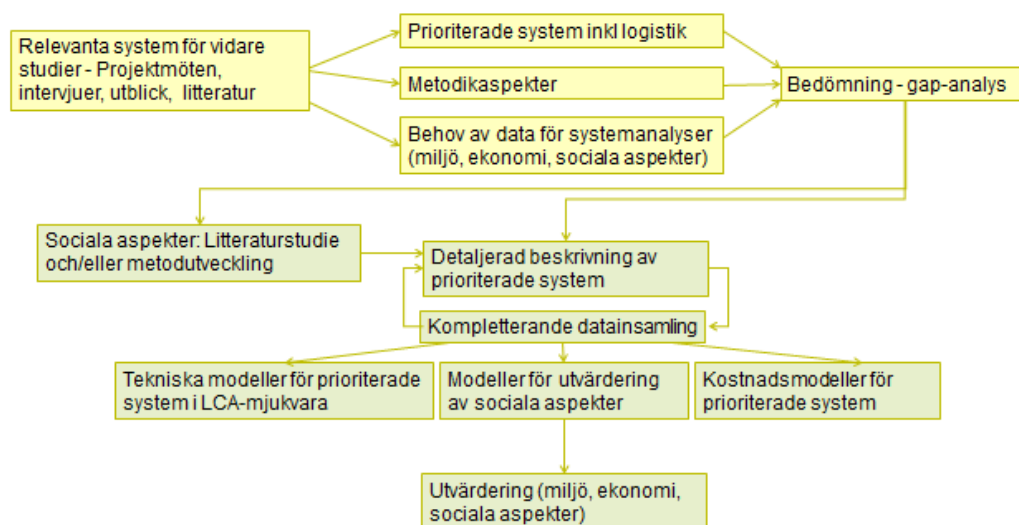 Relevanta system för vidare
studier - Projektmöten,
intervjuer, utblick, litteratur
Prioriterade system inkl logistik
Metodikaspekter
Behov av data för systemanalyser
(miljö, ekonomi, sociala aspekter)
Bedömning - gap-analys
Sociala aspekter: Litteraturstudie
och/eller metodutveckling
Detaljerad beskrivning av
prioriterade system
Kompletterande datainsamling
Tekniska modeller för prioriterade
system i LCA-mjukvara
Modeller för utvärdering
av sociala aspekter
Kostnadsmodeller för
prioriterade system
Utvärdering (miljö, ekonomi,
sociala aspekter)